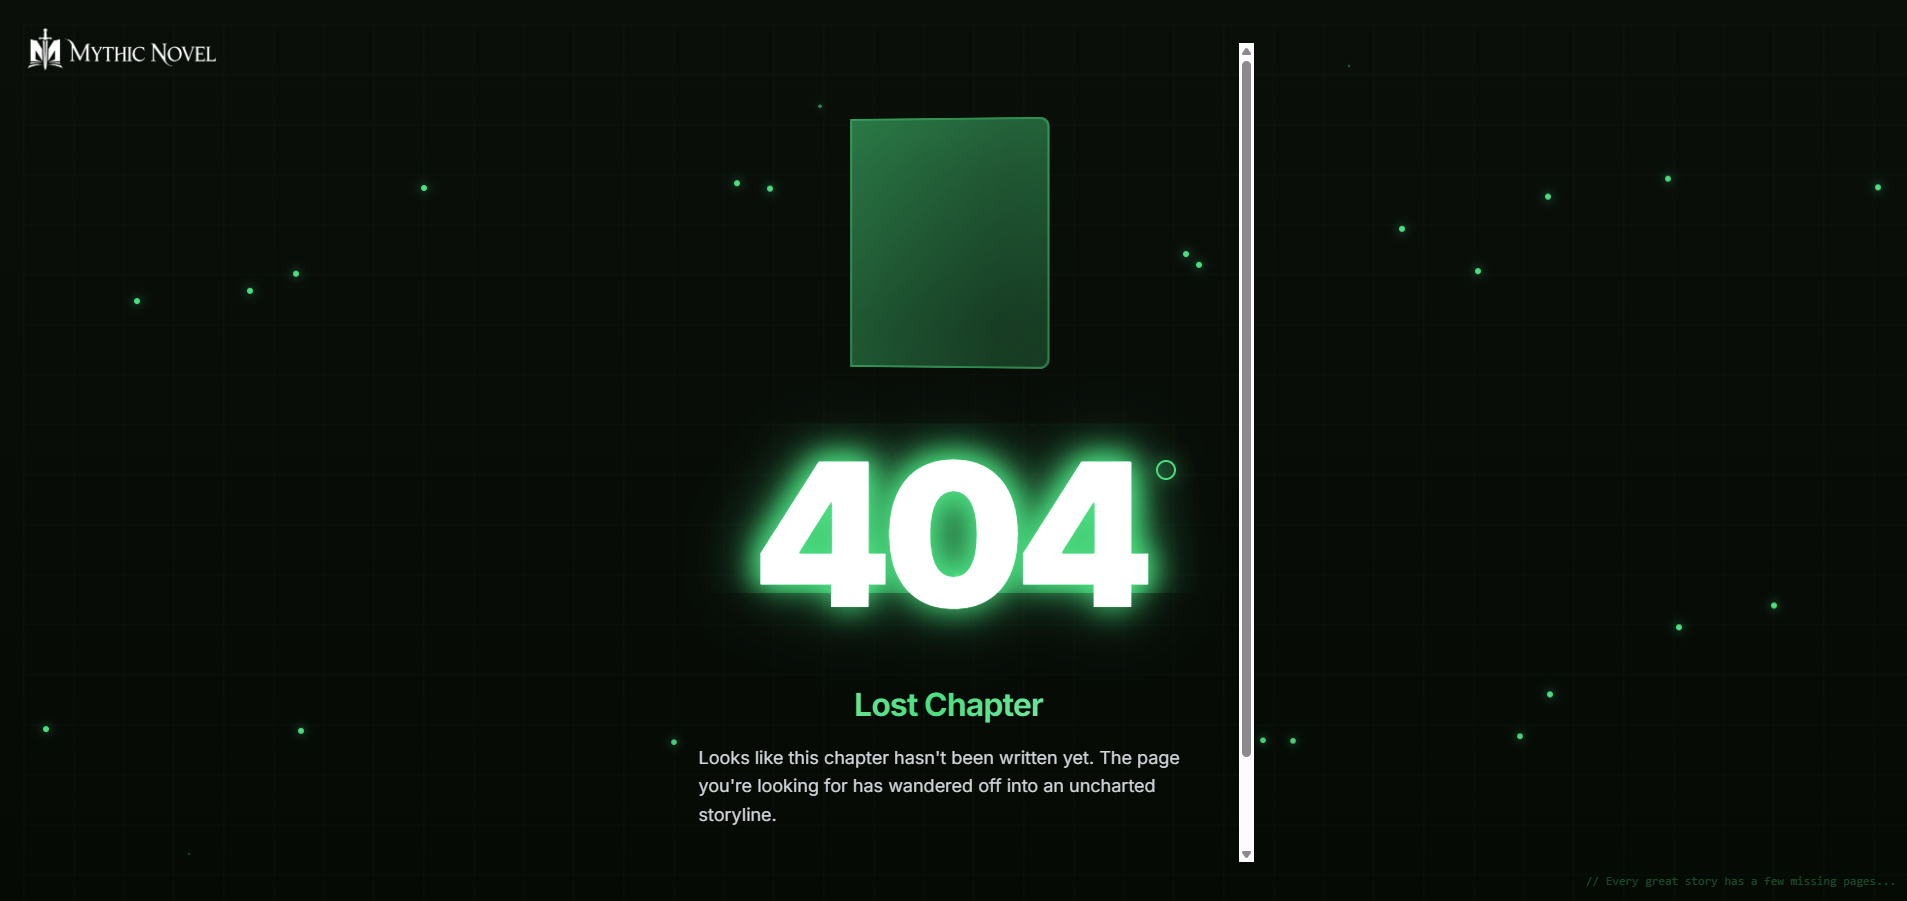 Mythic Novel
404
Lost Chapter
Looks like this chapter hasn't been written yet. The page
you're looking for has wandered off into an uncharted
storyline.
// Every great story has a few missing pages...